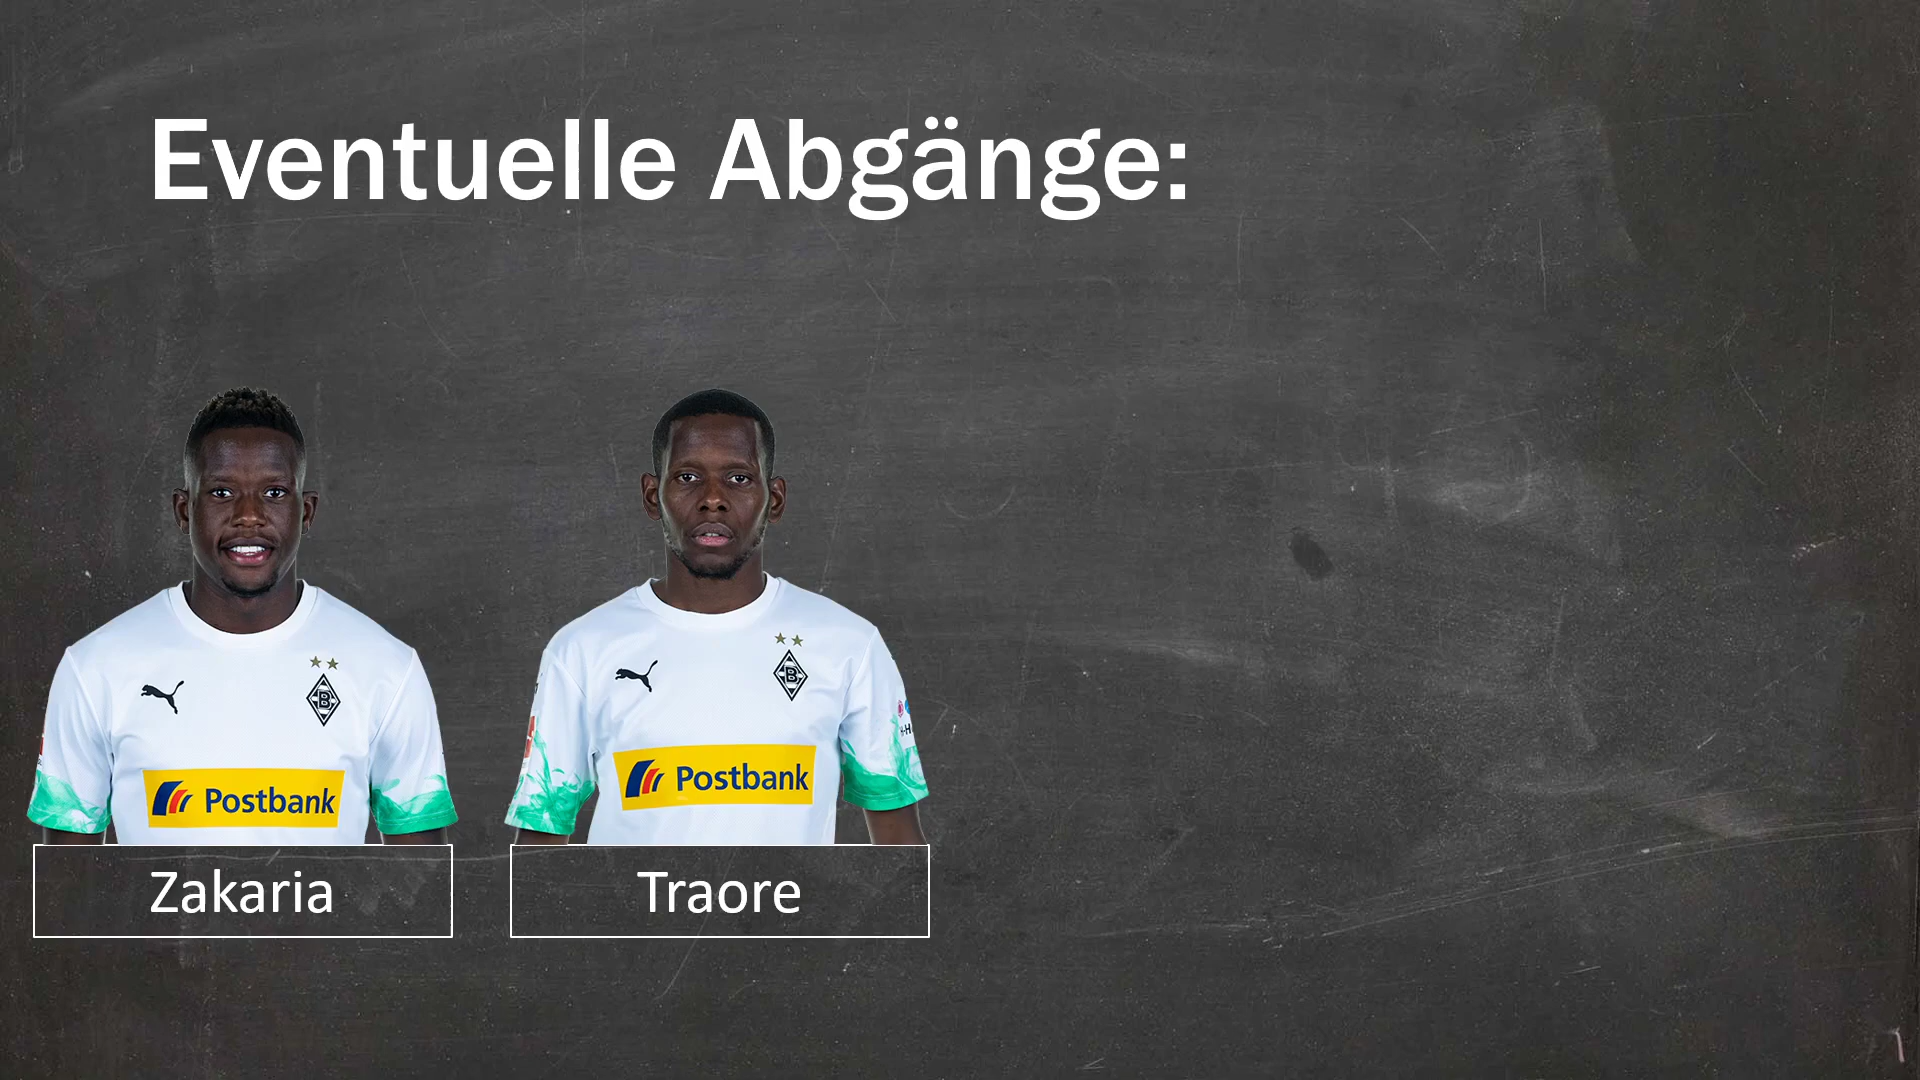 Eventuelle Abgänge:
Postbank
Postbank
Zakaria
Traore